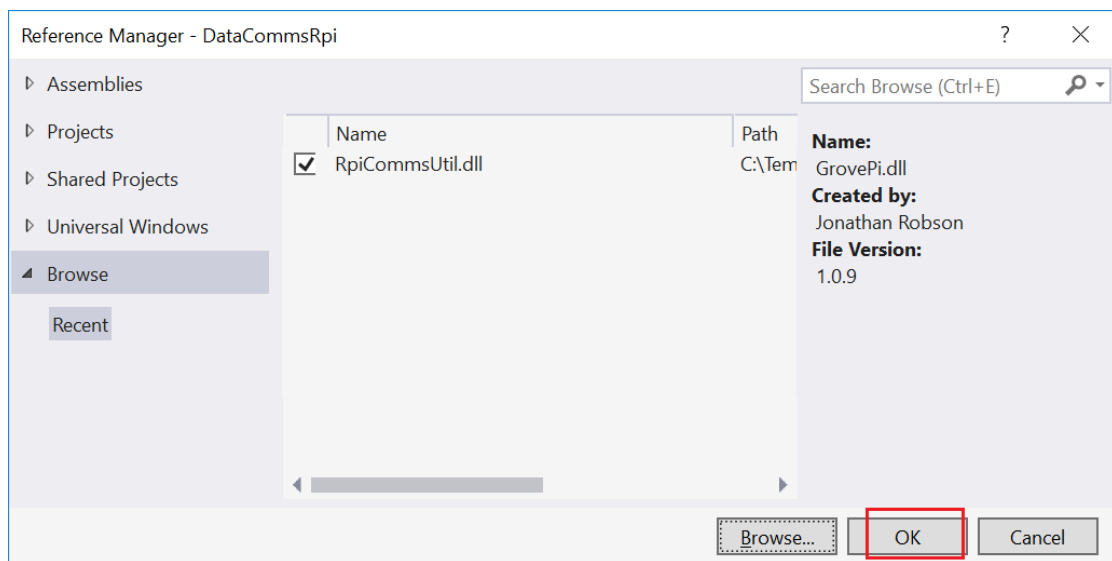 Reference Manager - DataCommsRpi
?
Assemblies
Projects
Shared Projects
Universal Windows
Browse
Recent
Name
Path
RpiCommsUtil.dll
C:\Tem
Search Browse (Ctrl+E)
Name:
GrovePi.dll
Created by:
Jonathan Robson
File Version:
1.0.9
Browse...
OK
Cancel